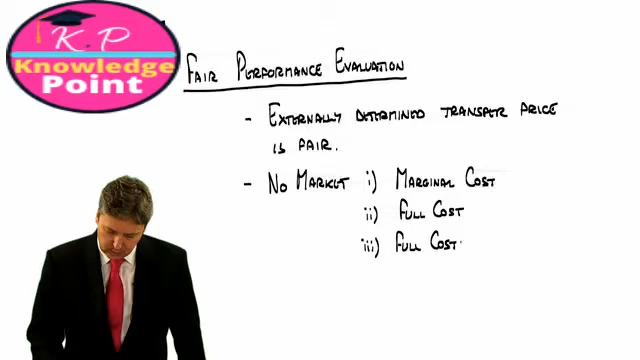 K.P
Knowledge
Point
FAIR PERFORMANCE EVALUATION
- EXTERNALLY DETERMINED TRANSFER PRICE
IS FAIR.
- NO MARKET i) MARGINAL COST
ii) FULL COST
iii) FULL COST